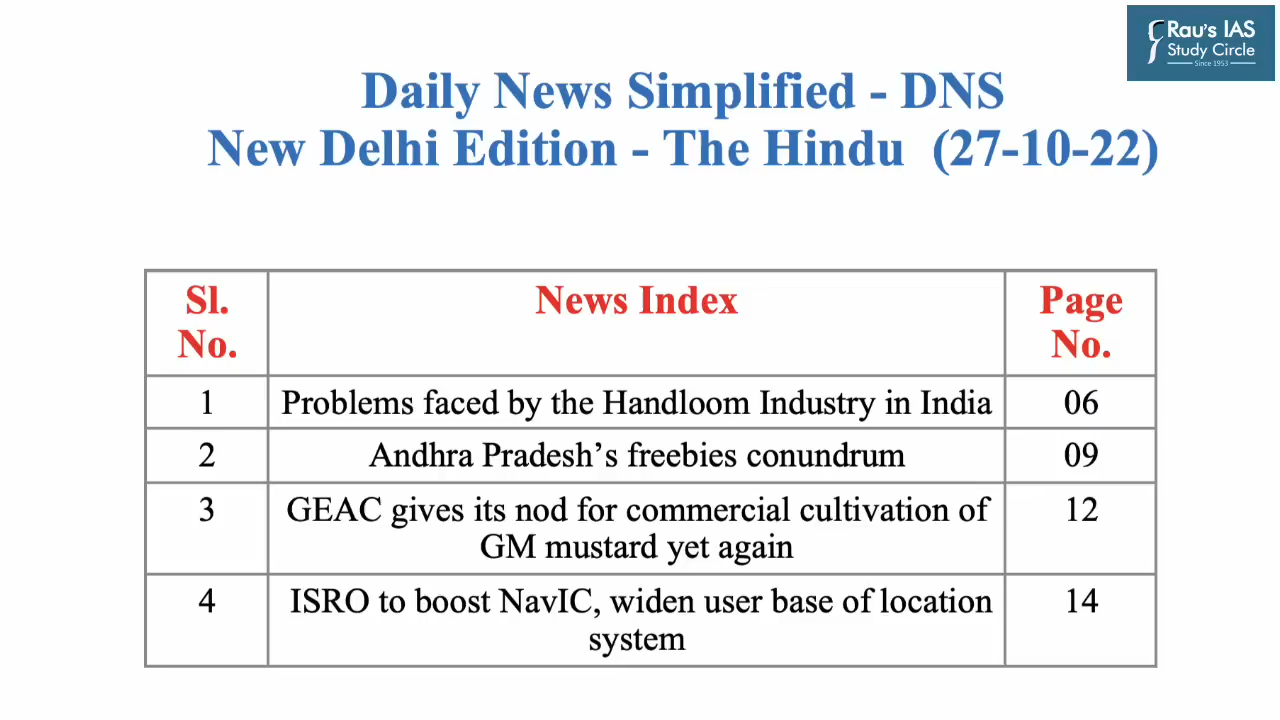 Rau's IAS
Study Circle
Since 1953
Daily News Simplified - DNS
New Delhi Edition - The Hindu (27-10-22)
Sl. No. News Index Page No.
1 Problems faced by the Handloom Industry in India 06
2 Andhra Pradesh’s freebies conundrum 09
3 GEAC gives its nod for commercial cultivation of 12
GM mustard yet again
4 ISRO to boost NavIC, widen user base of location 14
system